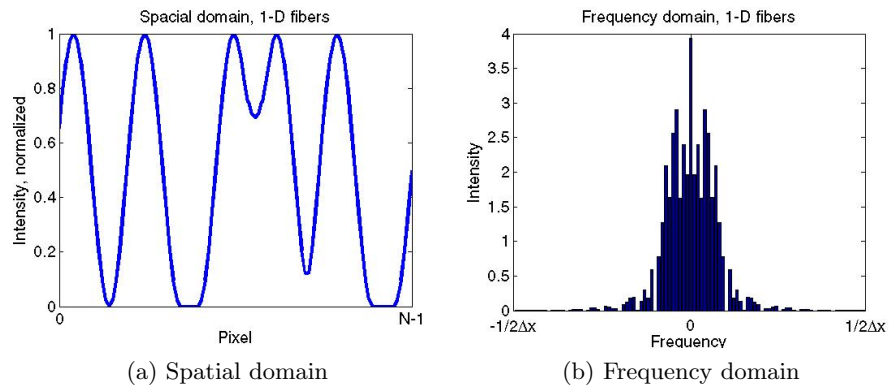 Spacial domain, 1-D fibers
Intensity, normalized
1
0.8
0.6
0.4
0.2
0
0
N-1
Pixel
(a) Spatial domain
Frequency domain, 1-D fibers
Intensity
4
3.5
3
2.5
2
1.5
1
0.5
0
-1/2Δx
0
1/2Δx
Frequency
(b) Frequency domain